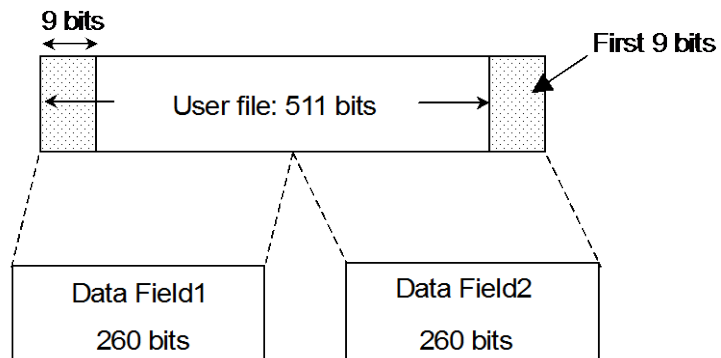 9 bits
First 9 bits
User file: 511 bits
Data Field1
260 bits
Data Field2
260 bits